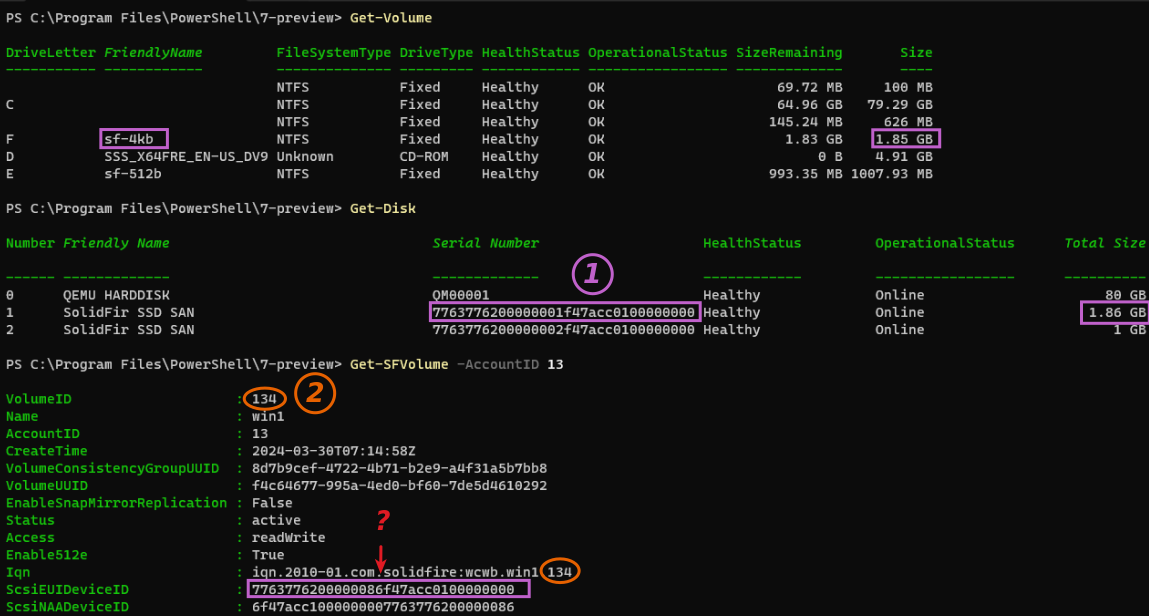 PS C:\Program Files\PowerShell\7-preview> Get-Volume
DriveLetter FriendlyName FileSystemType DriveType HealthStatus OperationalStatus SizeRemaining Size
----------- ------------ -------------- --------- ------------ ----------------- ------------- ----
NTFS Fixed Healthy OK 69.72 MB 100 MB
C NTFS Fixed Healthy OK 64.96 GB 79.29 GB
NTFS Fixed Healthy OK 145.24 MB 626 MB
F sf-4kb NTFS Fixed Healthy OK 1.83 GB 1.85 GB
D SSS_X64FRE_EN-US_DV9 Unknown CD-ROM Healthy OK 0 B 4.91 GB
E sf-512b NTFS Fixed Healthy OK 993.35 MB 1007.93 MB
PS C:\Program Files\PowerShell\7-preview> Get-Disk
Number Friendly Name Serial Number HealthStatus OperationalStatus Total Size
------ ------------- ------------- ------------ ----------------- ----------
1
0 QEMU HARDDISK QM00001 Healthy Online 80 GB
1 SolidFir SSD SAN 7763776200000001f47acc0100000000 Healthy Online 1.86 GB
2 SolidFir SSD SAN 7763776200000002f47acc0100000000 Healthy Online 1 GB
PS C:\Program Files\PowerShell\7-preview> Get-SFVolume -AccountID 13
VolumeID : 134
2
Name : win1
AccountID : 13
CreateTime : 2024-03-30T07:14:58Z
VolumeConsistencyGroupUUID : 8d7b9cef-4722-4b71-b2e9-a4f31a5b7bb8
VolumeUUID : f4c64677-995a-4ed0-bf60-7de5d4610292
EnableSnapMirrorReplication : False
Status : active
?
Access : readWrite
Enable512e : True
Iqn : iqn.2010-01.com.solidfire:wcwb.win1.134
ScsiEUIDeviceID : 7763776200000086f47acc0100000000
ScsiNAADeviceID : 6f47acc1000000007763776200000086